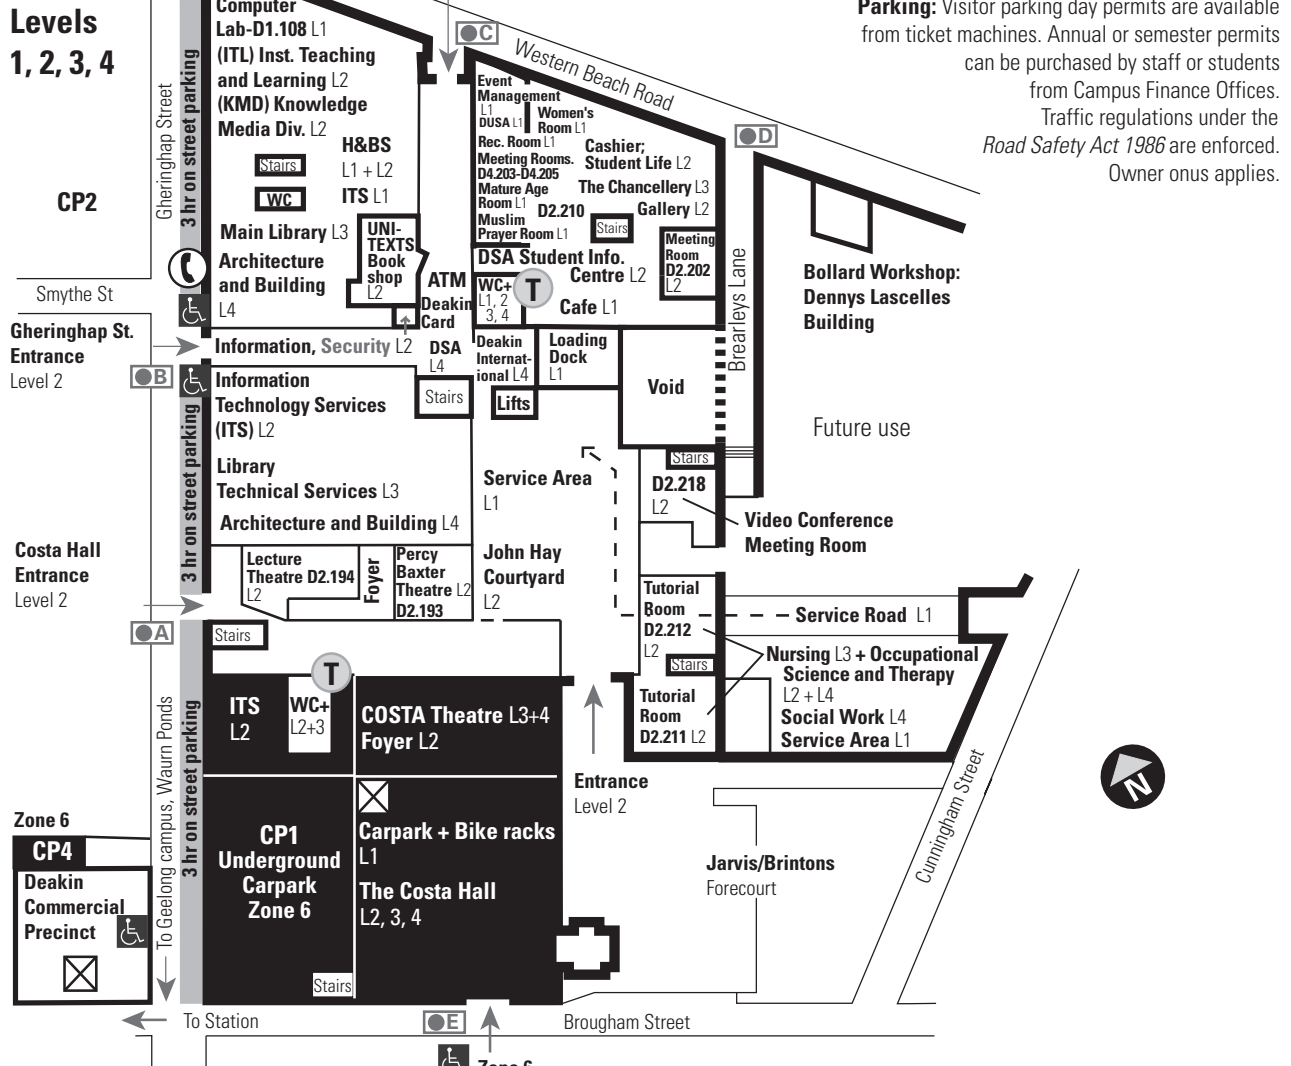 Levels
1, 2, 3, 4
Parking: Visitor parking day permits are available
from ticket machines. Annual or semester permits
can be purchased by staff or students
from Campus Finance Offices.
Traffic regulations under the
Road Safety Act 1986 are enforced.
Owner onus applies.
Gheringhap Street
3 hr on street parking
CP2
Smythe St
Gheringhap St.
Entrance
Level 2
B
Computer
Lab-D1.108 L1
(ITL) Inst. Teaching
and Learning L2
(KMD) Knowledge
Media Div. L2
H&BS
L1 + L2
ITS L1
Stairs
WC
Main Library L3
Architecture
and Building
L4
UNI-
TEXTS
Book
shop
L2
ATM
Deakin
Card
Information, Security L2
DSA
L4
C
Western Beach Road
D
Event
Management
L1
DUSA L1
Women's
Room L1
Rec. Room L1
Meeting Rooms.
D4.203-D4.205
Mature Age
Room L1
Muslim
Prayer Room L1
Cashier;
Student Life L2
The Chancellery L3
D2.210
Gallery L2
Stairs
Meeting
Room
D2.202
L2
DSA Student Info.
Centre L2
WC+
L1, 2
3, 4
T
Cafe L1
Deakin
Internat-
ional L4
Loading
Dock
L1
Void
Lifts
Stairs
Brearleys Lane
Bollard Workshop:
Dennys Lascelles
Building
Future use
Information
Technology Services
(ITS) L2
Library
Technical Services L3
Architecture and Building L4
3 hr on street parking
Service Area
L1
Stairs
D2.218
L2
Video Conference
Meeting Room
Costa Hall
Entrance
Level 2
A
Lecture
Theatre D2.194
L2
Foyer
Percy
Baxter
Theatre L2
D2.193
John Hay
Courtyard
L2
Tutorial
Room
D2.212
L2
Stairs
Tutorial
Room
D2.211 L2
Service Road L1
Nursing L3 + Occupational
Science and Therapy
L2 + L4
Social Work L4
Service Area L1
Stairs
T
ITS
L2
WC+
L2+3
COSTA Theatre L3+4
Foyer L2
Entrance
Level 2
CP1
Underground
Carpark
Zone 6
Carpark + Bike racks
L1
The Costa Hall
L2, 3, 4
Stairs
3 hr on street parking
To Geelong campus, Waurn Ponds
Zone 6
CP4
Deakin
Commercial
Precinct
Jarvis/Brintons
Forecourt
Cunningham Street
N
To Station
E
Brougham Street
Zone 6